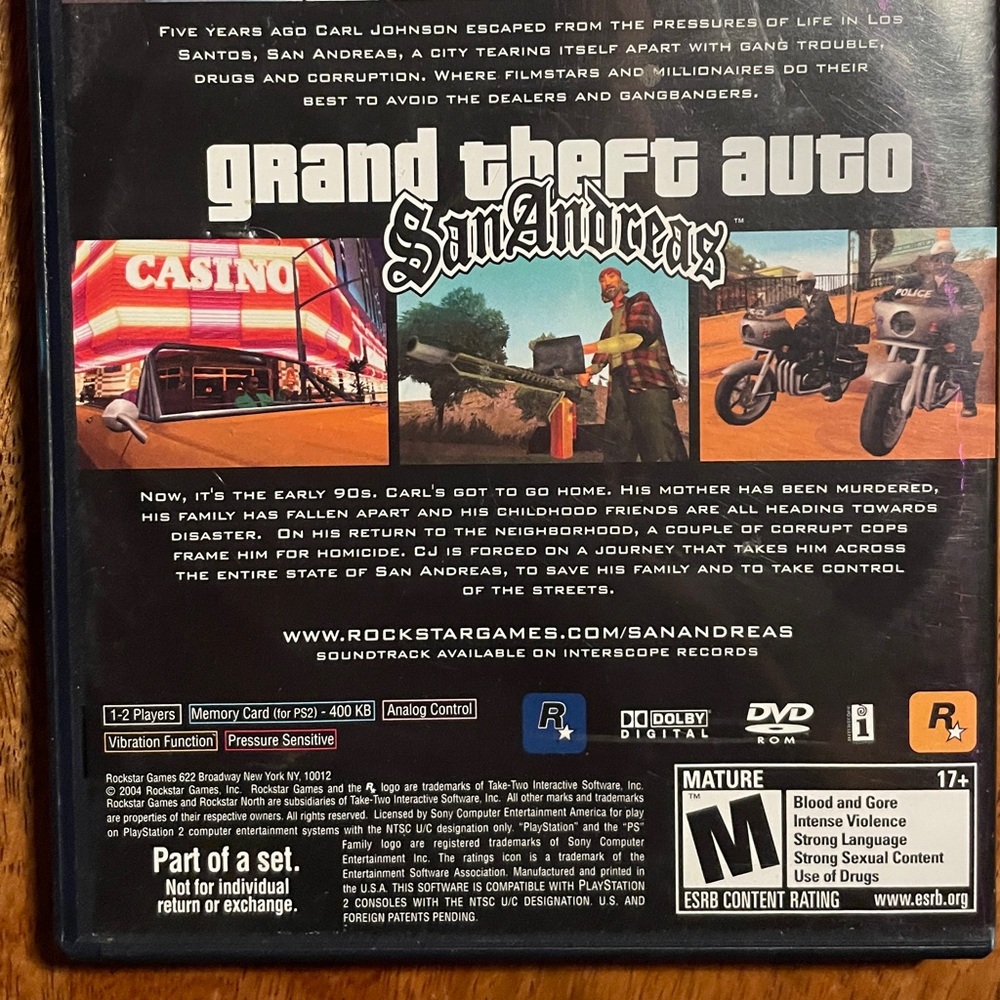 Five years ago Carl Johnson escaped from the pressures of life in Los
Santos, San Andreas, a city tearing itself apart with gang trouble,
drugs and corruption. Where filmstars and millionaires do their
best to avoid the dealers and gangbangers.
grand theft auto
San Andreas™
CASINO
POLICE
Now, it's the early 90s. Carl's got to go home. His mother has been murdered,
his family has fallen apart and his childhood friends are all heading towards
disaster. On his return to the neighborhood, a couple of corrupt cops
frame him for homicide. CJ is forced on a journey that takes him across
the entire state of San Andreas, to save his family and to take control
of the streets.
www.rockstargames.com/sanandreas
soundtrack available on Interscope Records
1-2 Players
Memory Card (for PS2) - 400 KB
Analog Control
Vibration Function
Pressure Sensitive
R
DOLBY
DIGITAL
DVD
ROM
INTERSCOPE
i
R
Rockstar Games 622 Broadway New York NY, 10012
© 2004 Rockstar Games, Inc. Rockstar Games and the R logo are trademarks of Take-Two Interactive Software, Inc.
Rockstar Games and Rockstar North are subsidiaries of Take-Two Interactive Software, Inc. All other marks and trademarks
are properties of their respective owners. All rights reserved. Licensed by Sony Computer Entertainment America for play
on PlayStation 2 computer entertainment systems with the NTSC U/C designation only. "PlayStation" and the "PS"
Family logo are registered trademarks of Sony Computer
Entertainment Inc. The ratings icon is a trademark of the
Entertainment Software Association. Manufactured and printed in
the U.S.A. THIS SOFTWARE IS COMPATIBLE WITH PLAYSTATION
2 CONSOLES WITH THE NTSC U/C DESIGNATION. U.S. AND
FOREIGN PATENTS PENDING.
Part of a set.
Not for individual
return or exchange.
MATURE 17+
M™
Blood and Gore
Intense Violence
Strong Language
Strong Sexual Content
Use of Drugs
ESRB CONTENT RATING www.esrb.org